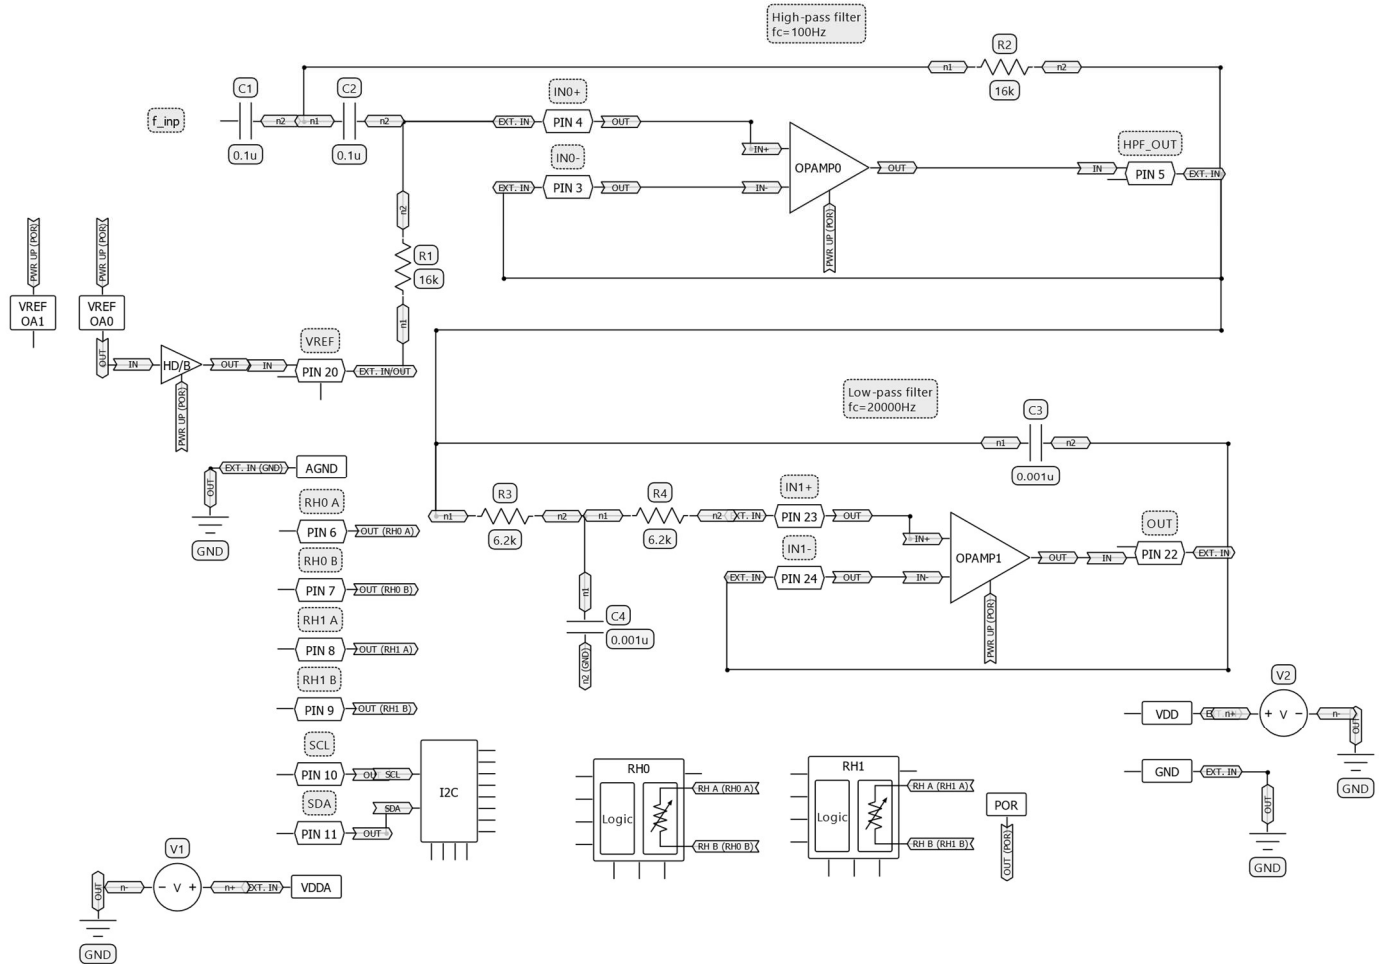 High-pass filter
fc=100Hz
R2
n1
n2
16k
C1
C2
f_inp
n2
n1
n2
0.1u
0.1u
IN0+
EXT. IN
PIN 4
OUT
IN+
IN0-
EXT. IN
PIN 3
OUT
IN-
OPAMP0
OUT
HPF_OUT
IN
PIN 5
EXT. IN
PWR UP (POR)
n2
R1
16k
n1
PWR UP (POR)
PWR UP (POR)
VREF
OA1
VREF
OA0
OUT
IN
HD/B
OUT
IN
VREF
PIN 20
EXT. IN/OUT
PWR UP (POR)
Low-pass filter
fc=20000Hz
C3
n1
n2
0.001u
EXT. IN (GND)
AGND
OUT
GND
RH0 A
PIN 6
OUT (RH0 A)
RH0 B
PIN 7
OUT (RH0 B)
RH1 A
PIN 8
OUT (RH1 A)
RH1 B
PIN 9
OUT (RH1 B)
n1
R3
6.2k
n2
n1
R4
6.2k
n2
XT. IN
IN1+
PIN 23
OUT
IN+
IN1-
EXT. IN
PIN 24
OUT
IN-
OPAMP1
OUT
IN
OUT
PIN 22
EXT. IN
PWR UP (POR)
n1
C4
0.001u
n2 (GND)
SCL
PIN 10
OU
SCL
SDA
PIN 11
OUT
SDA
I2C
RH0
Logic
RH A (RH0 A)
RH B (RH0 B)
RH1
Logic
RH A (RH1 A)
RH B (RH1 B)
POR
OUT (POR)
V2
VDD
n+
+ V −
n-
OUT
GND
GND
EXT. IN
OUT
GND
V1
OUT
n-
− V +
n+
EXT. IN
VDDA
GND